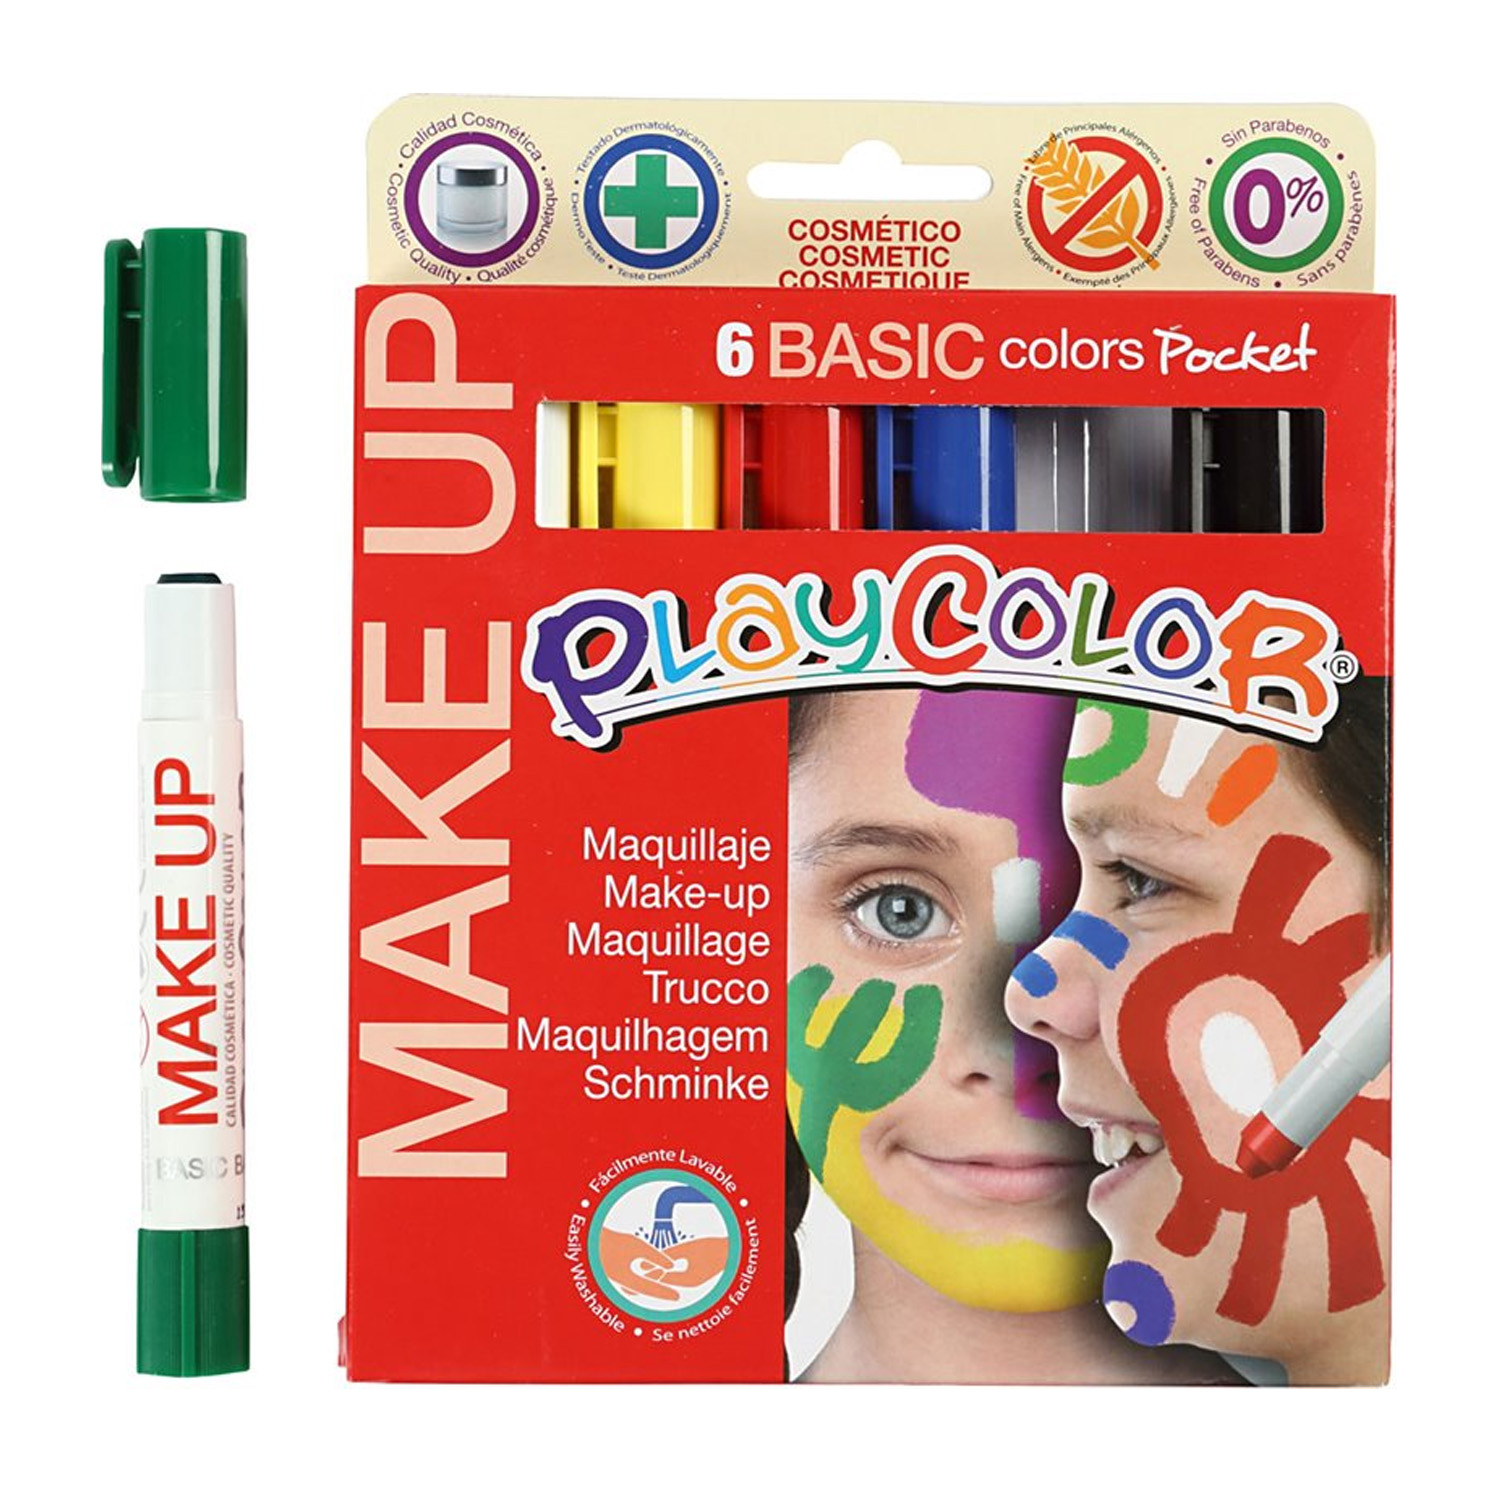 Calidad Cosmética
Cosmetic Quality • Qualité cosmétique
Testado Dermatológicamente
Dermo Teste • Testé Dermatologiquement
COSMÉTICO
COSMETIC
COSMETIQUE
Libre de Principales Alérgenos
Free of Main Alergens • Exempté des Principaux Allergènes
Sin Parabenos
0%
Free of Parabens • Sans parabènes
6 BASIC colors Pocket
MAKE UP
PLAYCOLOR®
Maquillaje
Make-up
Maquillage
Trucco
Maquilhagem
Schminke
Fácilmente Lavable
Easily Washable • Se nettoie facilement
MAKE UP
CALIDAD COSMÉTICA - COSMETIC QUALITY
BASIC B